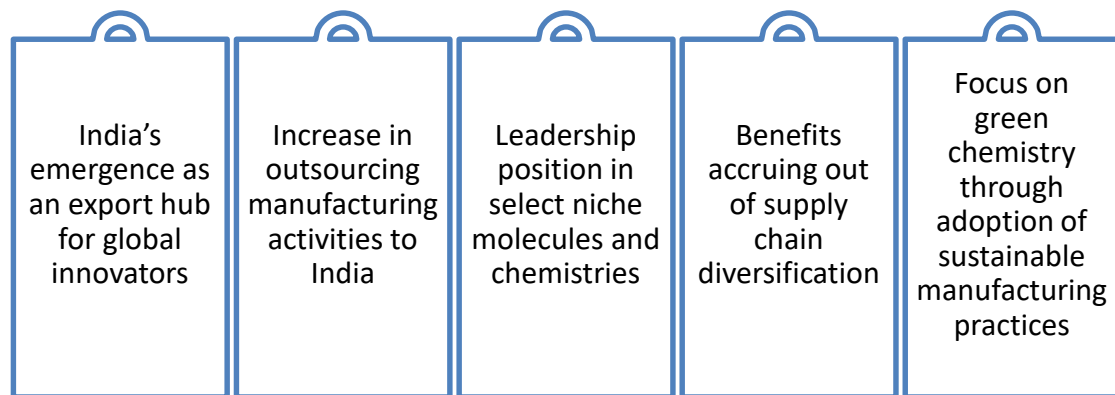 India’s
emergence as
an export hub
for global
innovators
Increase in
outsourcing
manufacturing
activities to
India
Leadership
position in
select niche
molecules and
chemistries
Benefits
accruing out
of supply
chain
diversification
Focus on
green
chemistry
through
adoption of
sustainable
manufacturing
practices